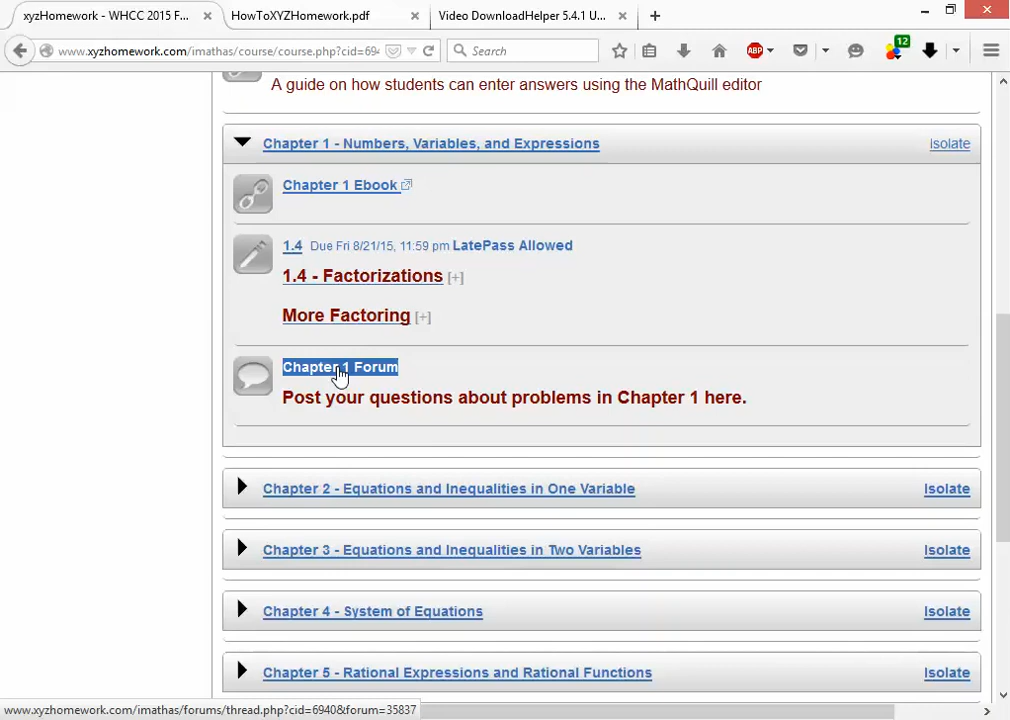 xyzHomework - WHCC 2015 F...
HowToXYZHomework.pdf
Video DownloadHelper 5.4.1 U...
www.xyzhomework.com/imathas/course/course.php?cid=694
Search
ABP
12
A guide on how students can enter answers using the MathQuill editor
Chapter 1 - Numbers, Variables, and Expressions
Isolate
Chapter 1 Ebook
1.4 Due Fri 8/21/15, 11:59 pm LatePass Allowed
1.4 - Factorizations [+]
More Factoring [+]
Chapter 1 Forum
Post your questions about problems in Chapter 1 here.
Chapter 2 - Equations and Inequalities in One Variable
Isolate
Chapter 3 - Equations and Inequalities in Two Variables
Isolate
Chapter 4 - System of Equations
Isolate
Chapter 5 - Rational Expressions and Rational Functions
Isolate
www.xyzhomework.com/imathas/forums/thread.php?cid=6940&forum=35837